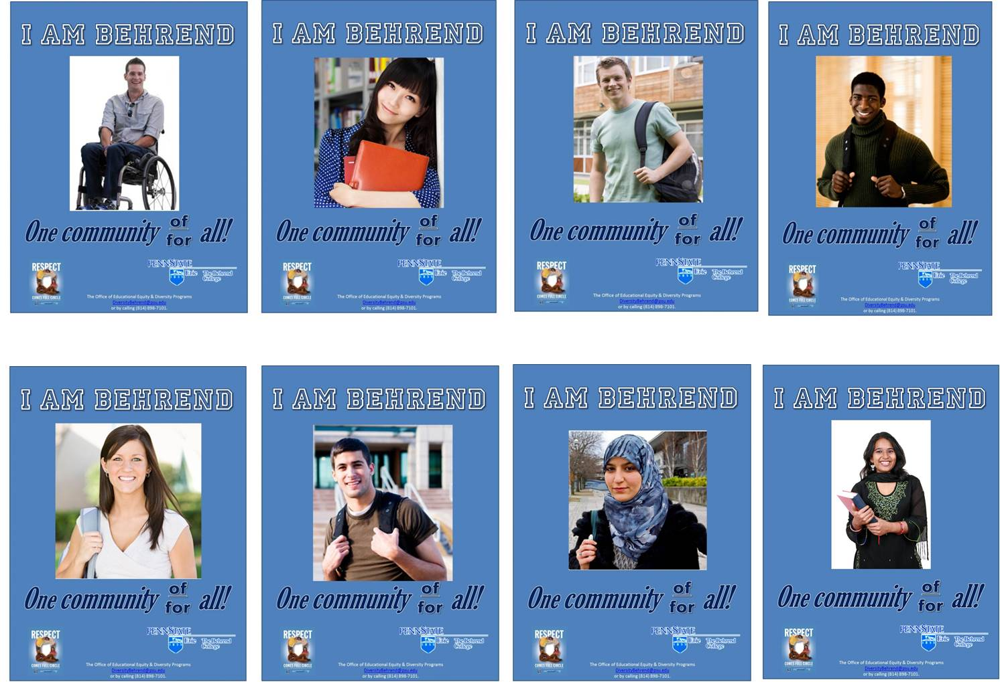 I AM BEHREND
One community of for all!
RESPECT
COMES FULL CIRCLE
PENNSTATE
1855
Erie
The Behrend
College
The Office of Educational Equity & Diversity Programs
DiversityBehrend@psu.edu
or by calling (814) 898-7101.
I AM BEHREND
One community of for all!
RESPECT
COMES FULL CIRCLE
PENNSTATE
1855
Erie
The Behrend
College
The Office of Educational Equity & Diversity Programs
DiversityBehrend@psu.edu
or by calling (814) 898-7101.
I AM BEHREND
One community of for all!
RESPECT
COMES FULL CIRCLE
PENNSTATE
1855
Erie
The Behrend
College
The Office of Educational Equity & Diversity Programs
DiversityBehrend@psu.edu
or by calling (814) 898-7101.
I AM BEHREND
One community of for all!
RESPECT
COMES FULL CIRCLE
PENNSTATE
1855
Erie
The Behrend
College
The Office of Educational Equity & Diversity Programs
DiversityBehrend@psu.edu
or by calling (814) 898-7101.
I AM BEHREND
One community of for all!
RESPECT
COMES FULL CIRCLE
PENNSTATE
1855
Erie
The Behrend
College
The Office of Educational Equity & Diversity Programs
DiversityBehrend@psu.edu
or by calling (814) 898-7101.
I AM BEHREND
One community of for all!
RESPECT
COMES FULL CIRCLE
PENNSTATE
1855
Erie
The Behrend
College
The Office of Educational Equity & Diversity Programs
DiversityBehrend@psu.edu
or by calling (814) 898-7101.
I AM BEHREND
One community of for all!
RESPECT
COMES FULL CIRCLE
PENNSTATE
1855
Erie
The Behrend
College
The Office of Educational Equity & Diversity Programs
DiversityBehrend@psu.edu
or by calling (814) 898-7101.
I AM BEHREND
One community of for all!
RESPECT
COMES FULL CIRCLE
PENNSTATE
1855
Erie
The Behrend
College
The Office of Educational Equity & Diversity Programs
DiversityBehrend@psu.edu
or by calling (814) 898-7101.